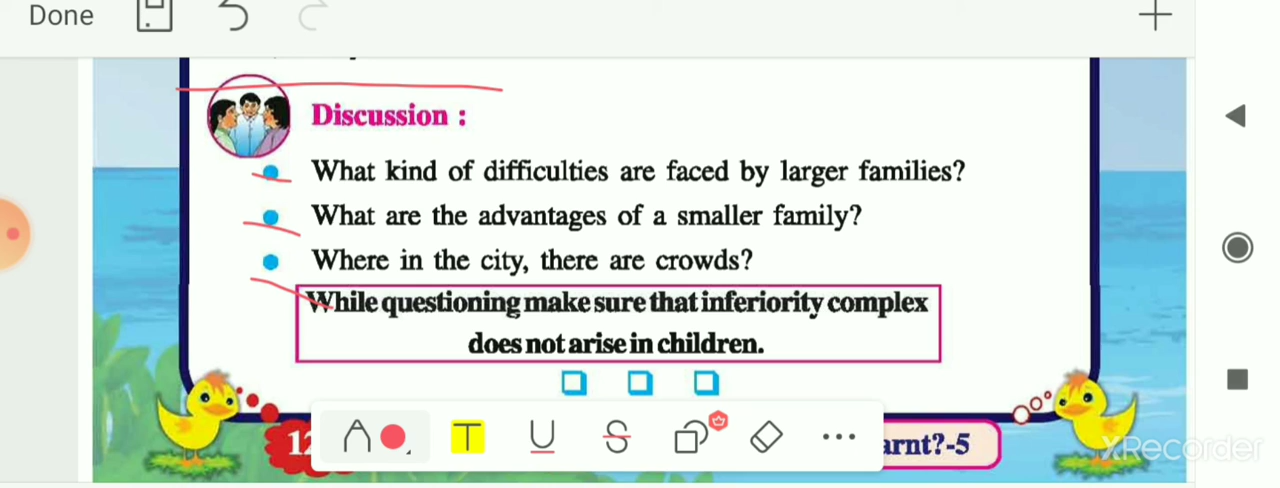 Done
Discussion :
What kind of difficulties are faced by larger families?
What are the advantages of a smaller family?
Where in the city, there are crowds?
While questioning make sure that inferiority complex
does not arise in children.
T U S
arnt?-5
XRecorder